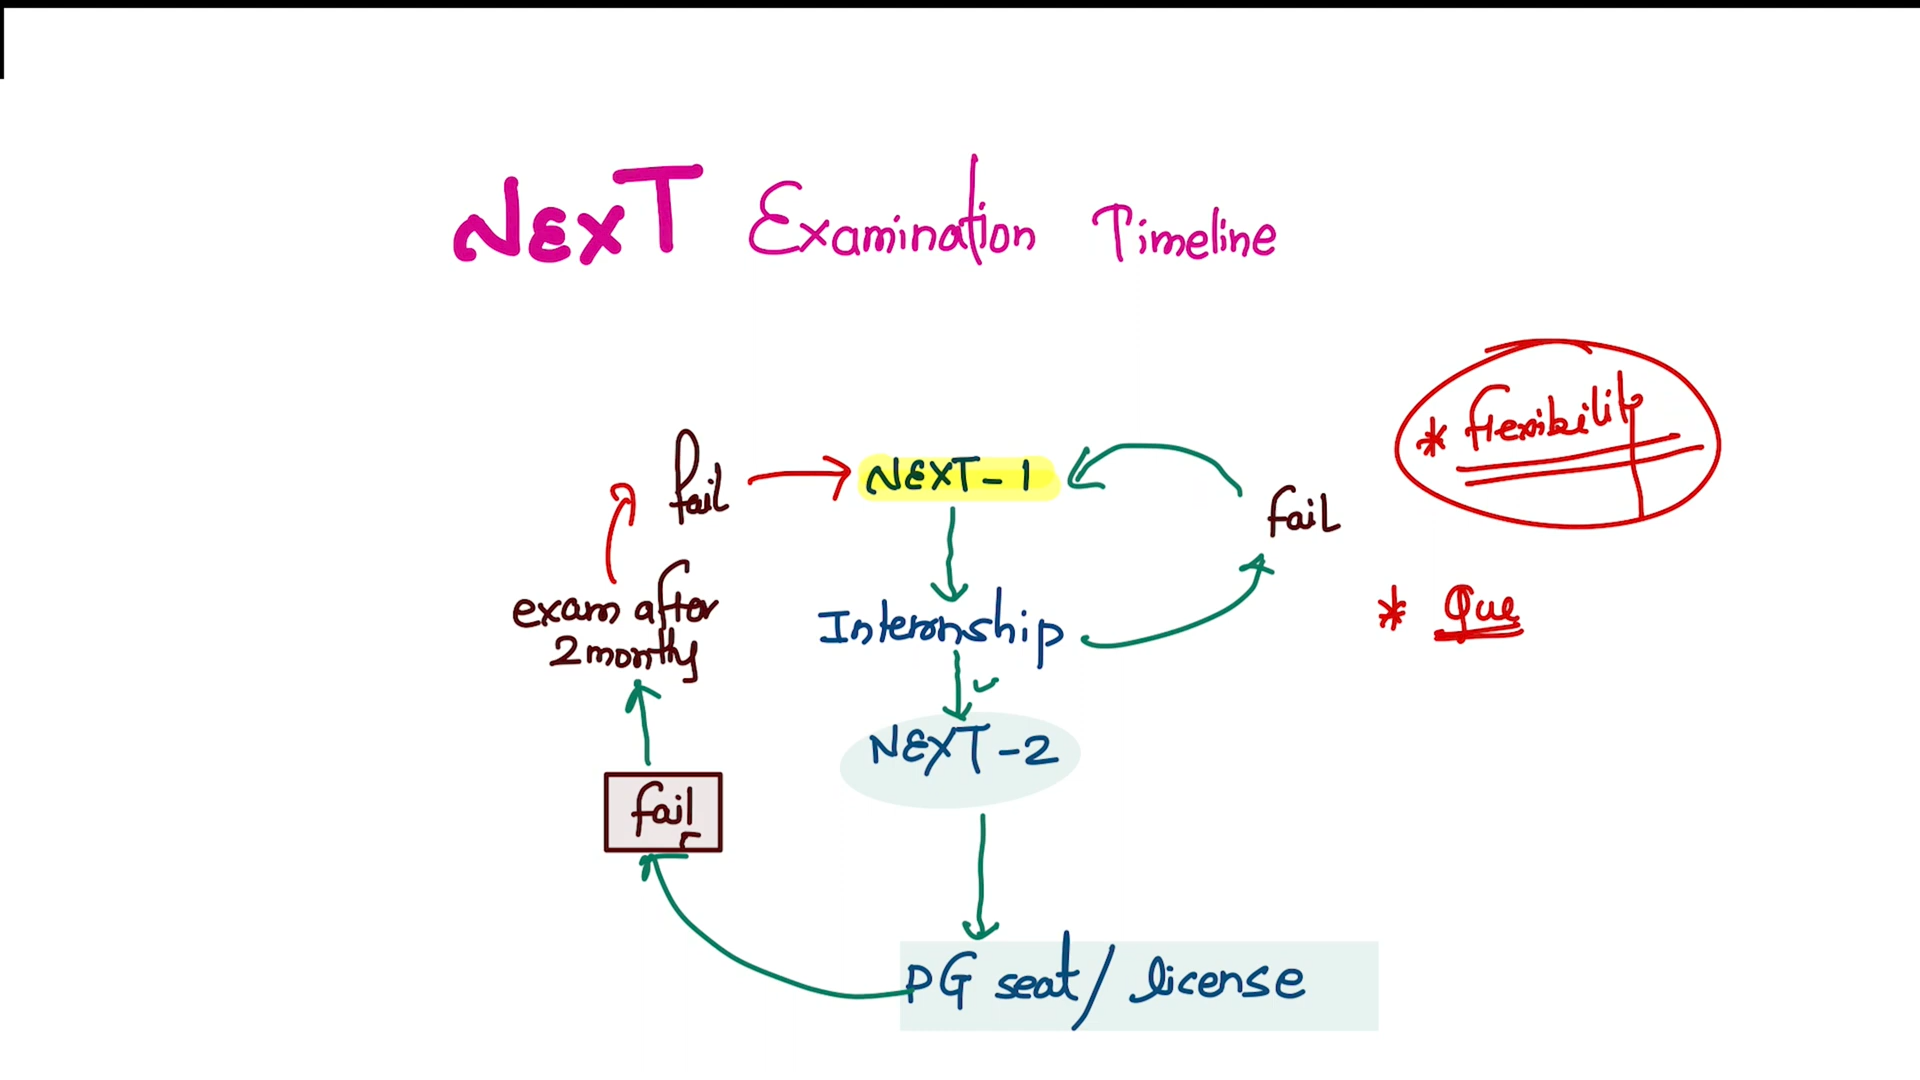 NExT Examination Timeline
* flexibility
fail
NEXT-1
fail
exam after
2 months
Internship
* Que
NEXT-2
fail
PG seat/ license